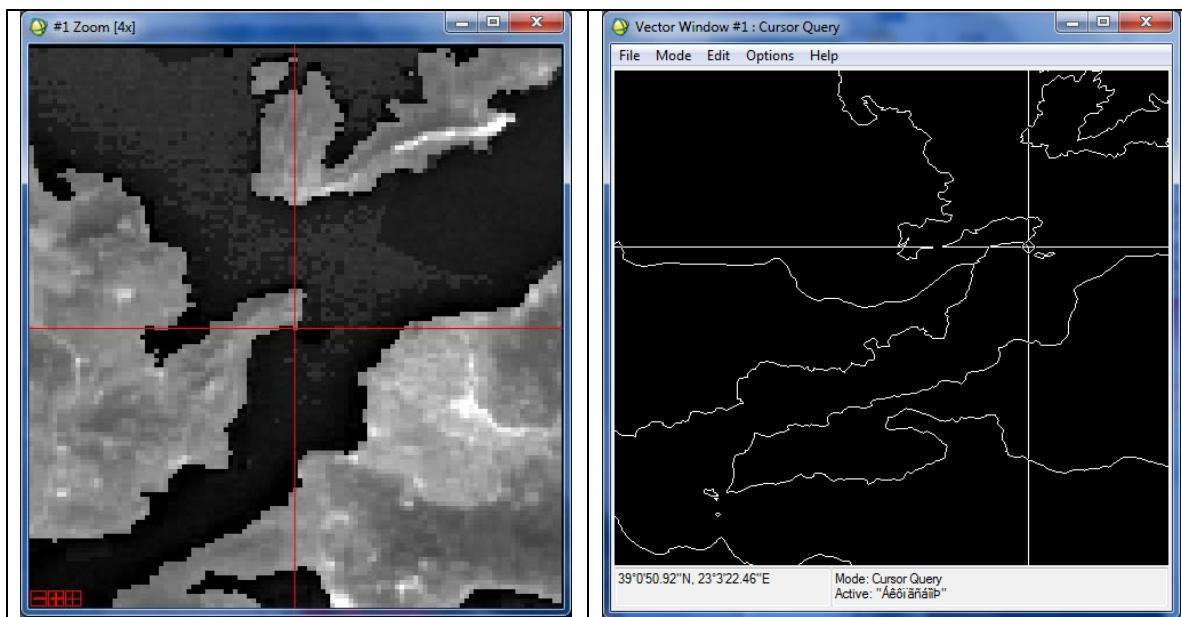 #1 Zoom [4x]
Vector Window #1 : Cursor Query
File Mode Edit Options Help
39°0'50.92"N, 23°3'22.46"E
Mode: Cursor Query
Active: "ÁêôïãñáììÞ"